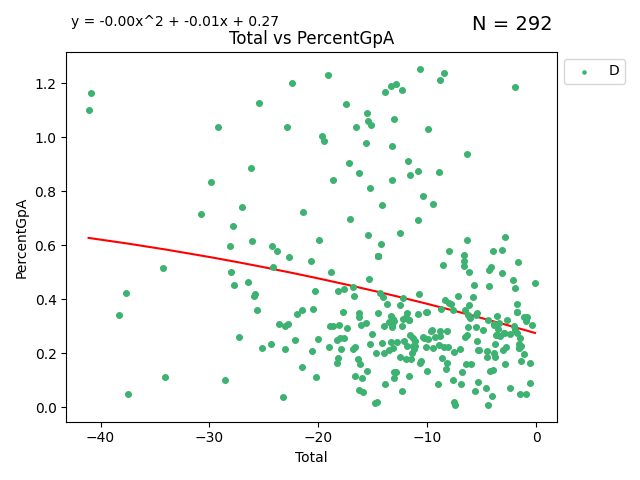 y = -0.00x^2 + -0.01x + 0.27
N = 292
Total vs PercentGpA
D
PercentGpA
1.2
1.0
0.8
0.6
0.4
0.2
0.0
−40
−30
−20
−10
0
Total